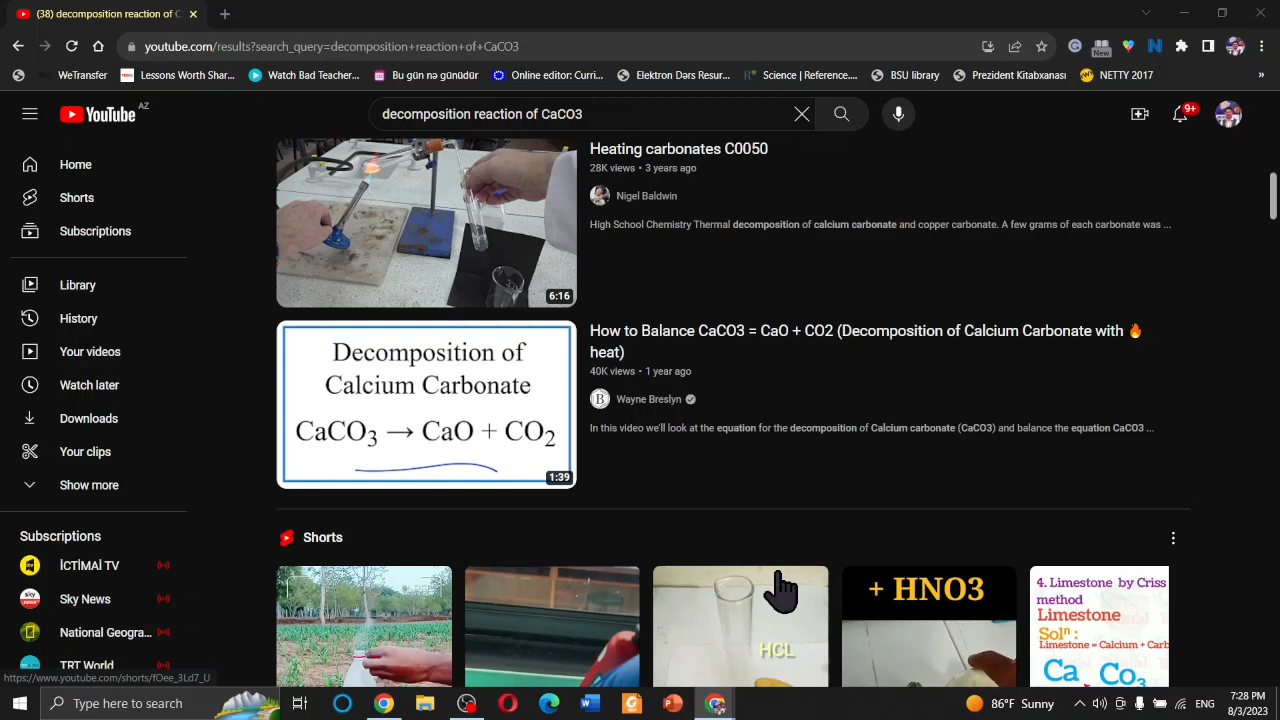 (38) decomposition reaction of C
youtube.com/results?search_query=decomposition+reaction+of+CaCO3
New
WeTransfer
Lessons Worth Shar...
Watch Bad Teacher...
Bu gün nə günüdür
Online editor: Curri...
Elektron Dərs Resur...
Science | Reference....
BSU library
Prezident Kitabxanası
NETTY 2017
»
YouTube AZ
decomposition reaction of CaCO3
9+
Home
Shorts
Subscriptions
Library
History
Your videos
Watch later
Downloads
Your clips
Show more
Subscriptions
İCTİMAİ TV
Sky News
National Geogra...
TRT World
Heating carbonates C0050
28K views • 3 years ago
Nigel Baldwin
High School Chemistry Thermal decomposition of calcium carbonate and copper carbonate. A few grams of each carbonate was ...
6:16
Decomposition of
Calcium Carbonate
CaCO₃ → CaO + CO₂
1:39
How to Balance CaCO3 = CaO + CO2 (Decomposition of Calcium Carbonate with 🔥
heat)
40K views • 1 year ago
B Wayne Breslyn
In this video we'll look at the equation for the decomposition of Calcium carbonate (CaCO3) and balance the equation CaCO3 ...
Shorts
HCL
+ HNO3
4. Limestone by Criss
method
Limestone
Solⁿ :
Limestone = Calcium + Carb
Ca CO₃
https://www.youtube.com/shorts/fOee_3Ld7_U
Type here to search
86°F Sunny
ENG
7:28 PM
8/3/2023